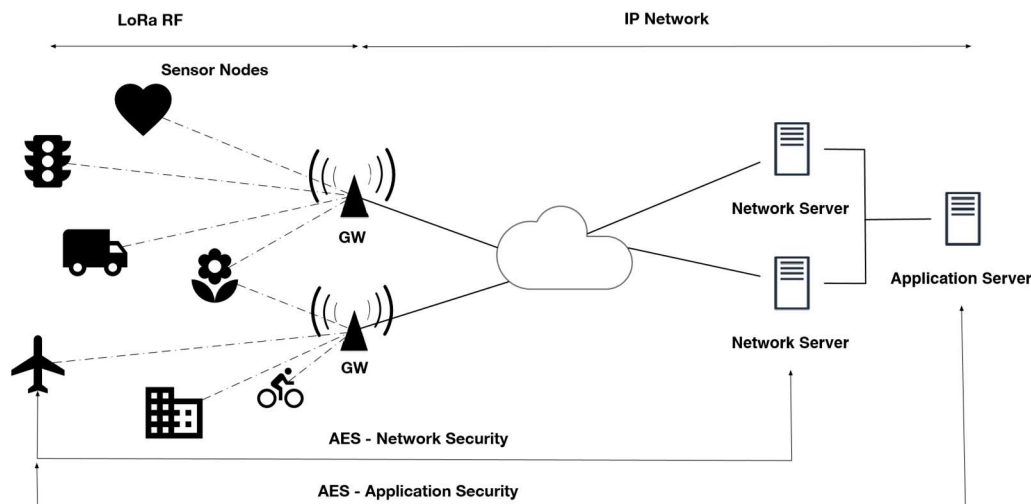 LoRa RF
IP Network
Sensor Nodes
GW
Network Server
Application Server
GW
Network Server
AES - Network Security
AES - Application Security